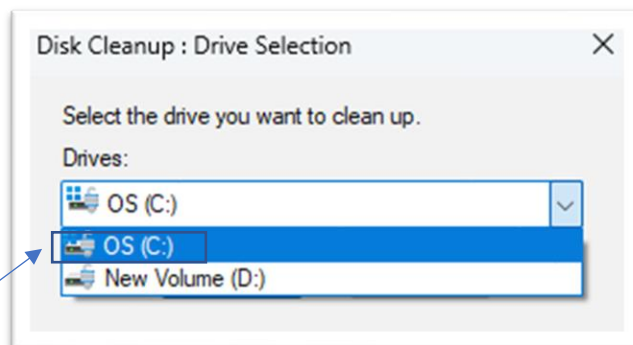 Disk Cleanup : Drive Selection
Select the drive you want to clean up.
Drives:
OS (C:)
OS (C:)
New Volume (D:)